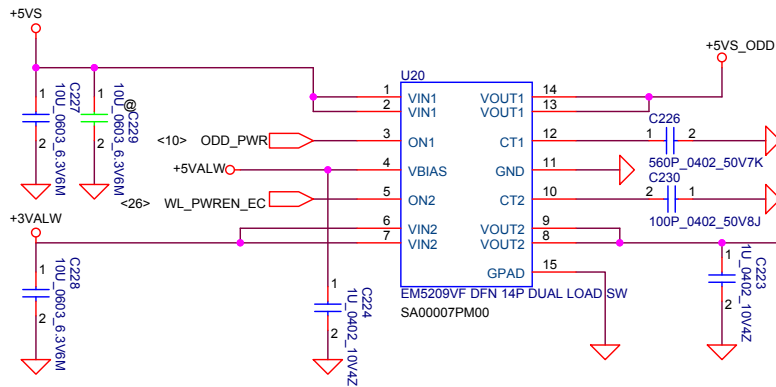 +5VS
+5VS_ODD
U20
1
2
C227
10U_0603_6.3V6M
1
2
@
C229
10U_0603_6.3V6M
1
VIN1
VOUT1
14
2
VIN1
VOUT1
13
C226
<10>
ODD_PWR
3
ON1
CT1
12
1
2
560P_0402_50V7K
+5VALW
4
VBIAS
GND
11
C230
<26>
WL_PWREN_EC
5
ON2
CT2
10
2
1
100P_0402_50V8J
+3VALW
6
VIN2
VOUT2
9
7
VIN2
VOUT2
8
GPAD
15
1
2
C228
10U_0603_6.3V6M
1
2
C224
1U_0402_10V4Z
1
2
C223
1U_0402_10V4Z
EM5209VF DFN 14P DUAL LOAD SW
SA00007PM00